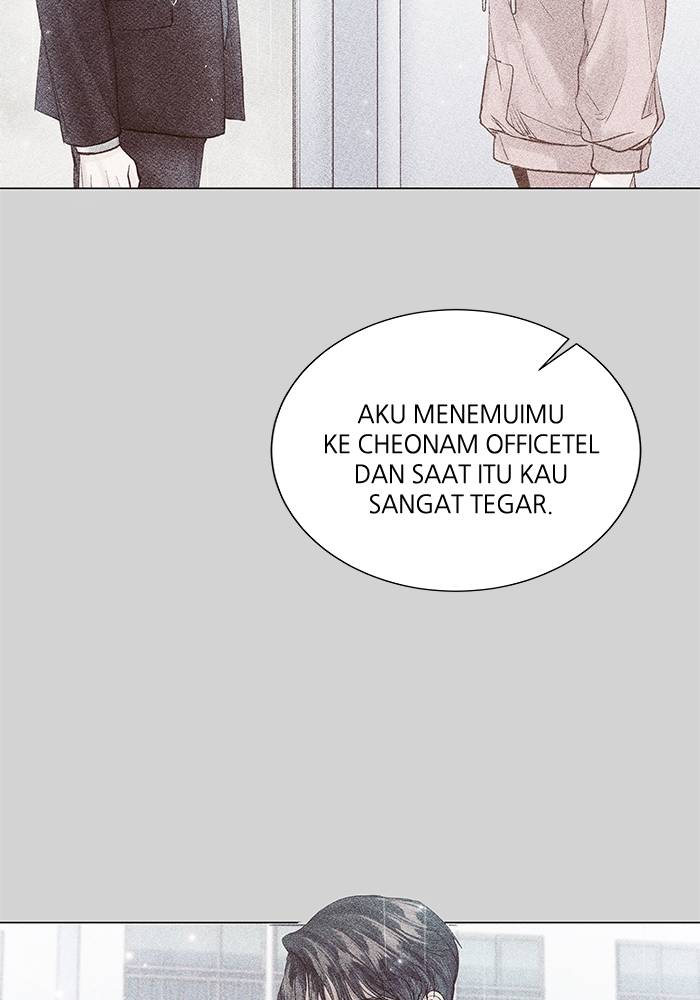 AKU MENEMUIMU
KE CHEONAM OFFICETEL
DAN SAAT ITU KAU
SANGAT TEGAR.